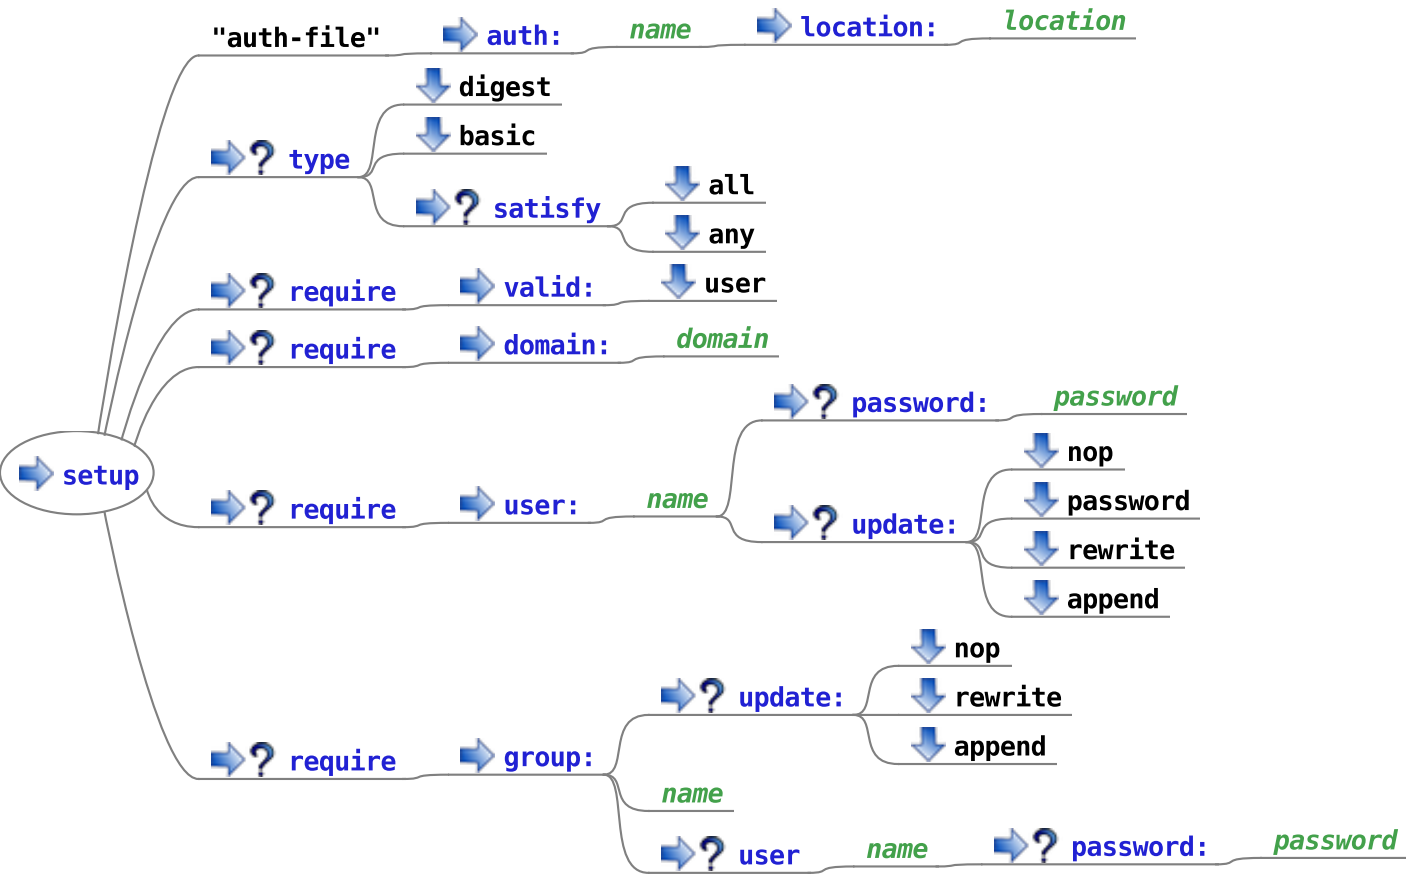 "auth-file" auth: name location: location
digest
basic
? type
all
? satisfy
any
? require valid: user
? require domain: domain
? password: password
nop
setup
password
? require user: name
? update:
rewrite
append
nop
? update: rewrite
append
? require group:
name
? user name ? password: password